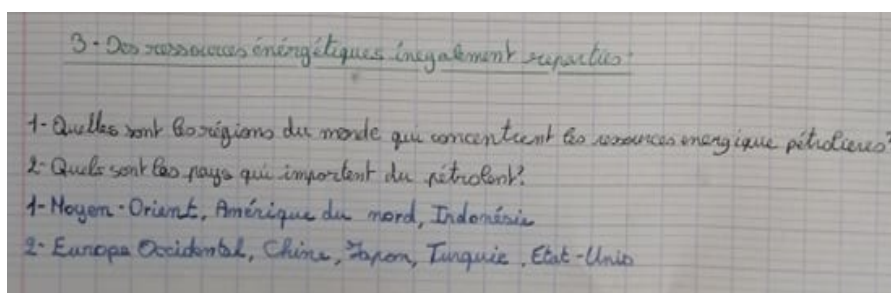 3 - Des ressources énérgétiques inegalement reparties.
1- Quelles sont les régions du monde qui concentrent les ressources energique pétrolieres?
2- Quels sont les pays qui importent du pétrolent?
1- Moyen-Orient, Amérique du nord, Indonésie
2- Europe Occidental, Chine, Japon, Turquie, Etat-Unis